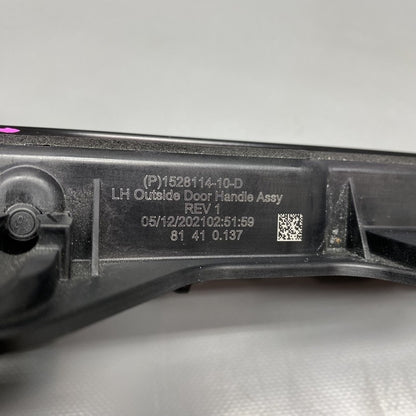 (P)1528114-10-D
LH Outside Door Handle Assy
REV 1
05/12/202102:51:59
81 41 0.137